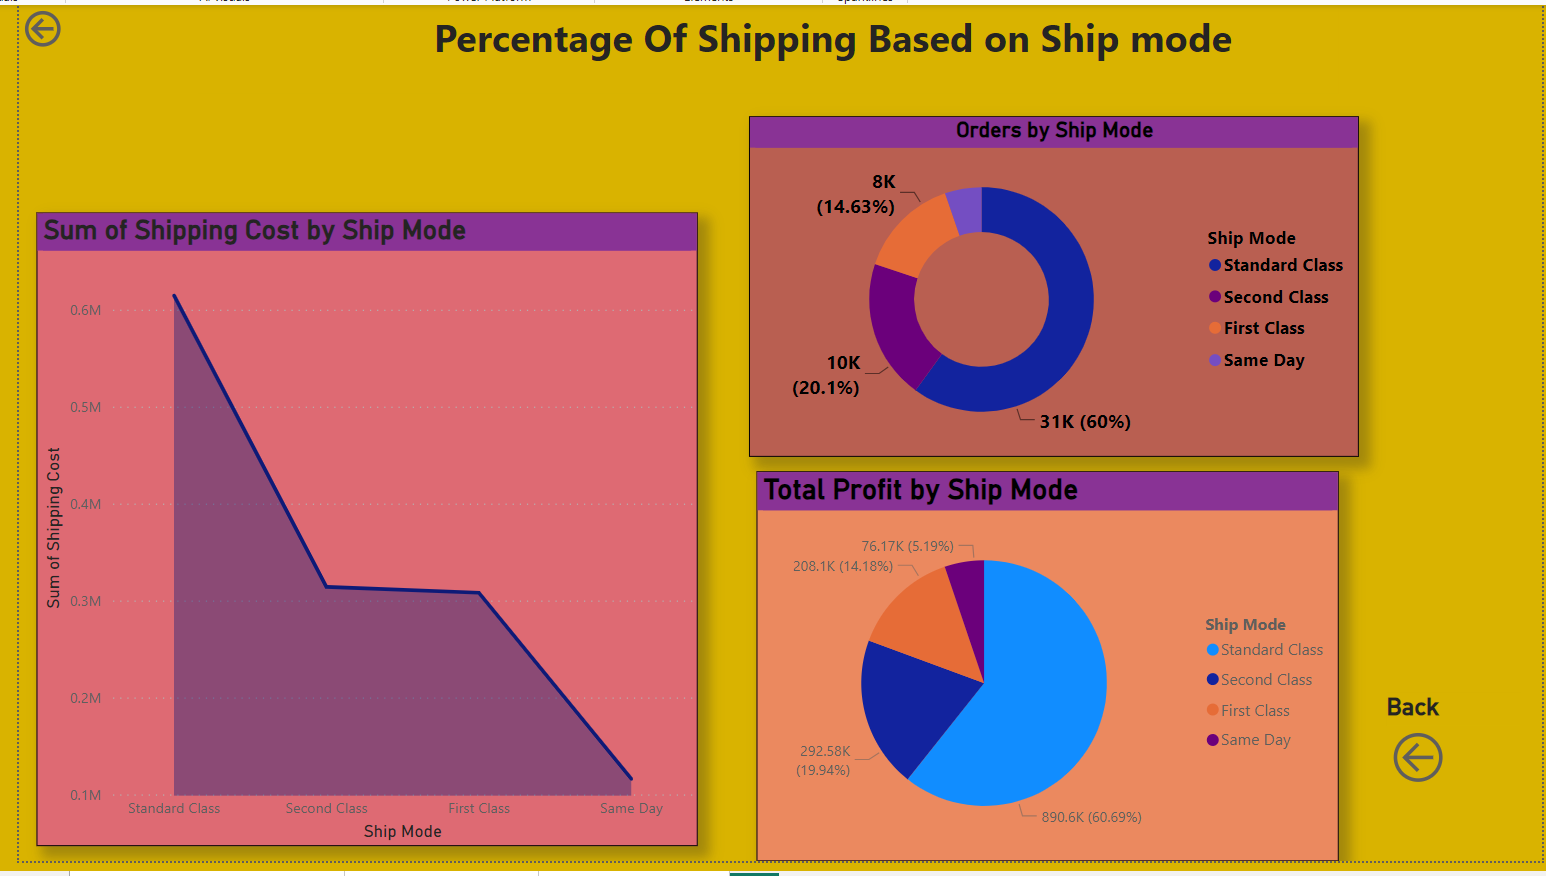 Percentage Of Shipping Based on Ship mode
Sum of Shipping Cost by Ship Mode
Sum of Shipping Cost
0.6M
0.5M
0.4M
0.3M
0.2M
0.1M
Standard Class
Second Class
First Class
Same Day
Ship Mode
Orders by Ship Mode
8K
(14.63%)
10K
(20.1%)
31K (60%)
Ship Mode
Standard Class
Second Class
First Class
Same Day
Total Profit by Ship Mode
76.17K (5.19%)
208.1K (14.18%)
292.58K
(19.94%)
890.6K (60.69%)
Ship Mode
Standard Class
Second Class
First Class
Same Day
Back